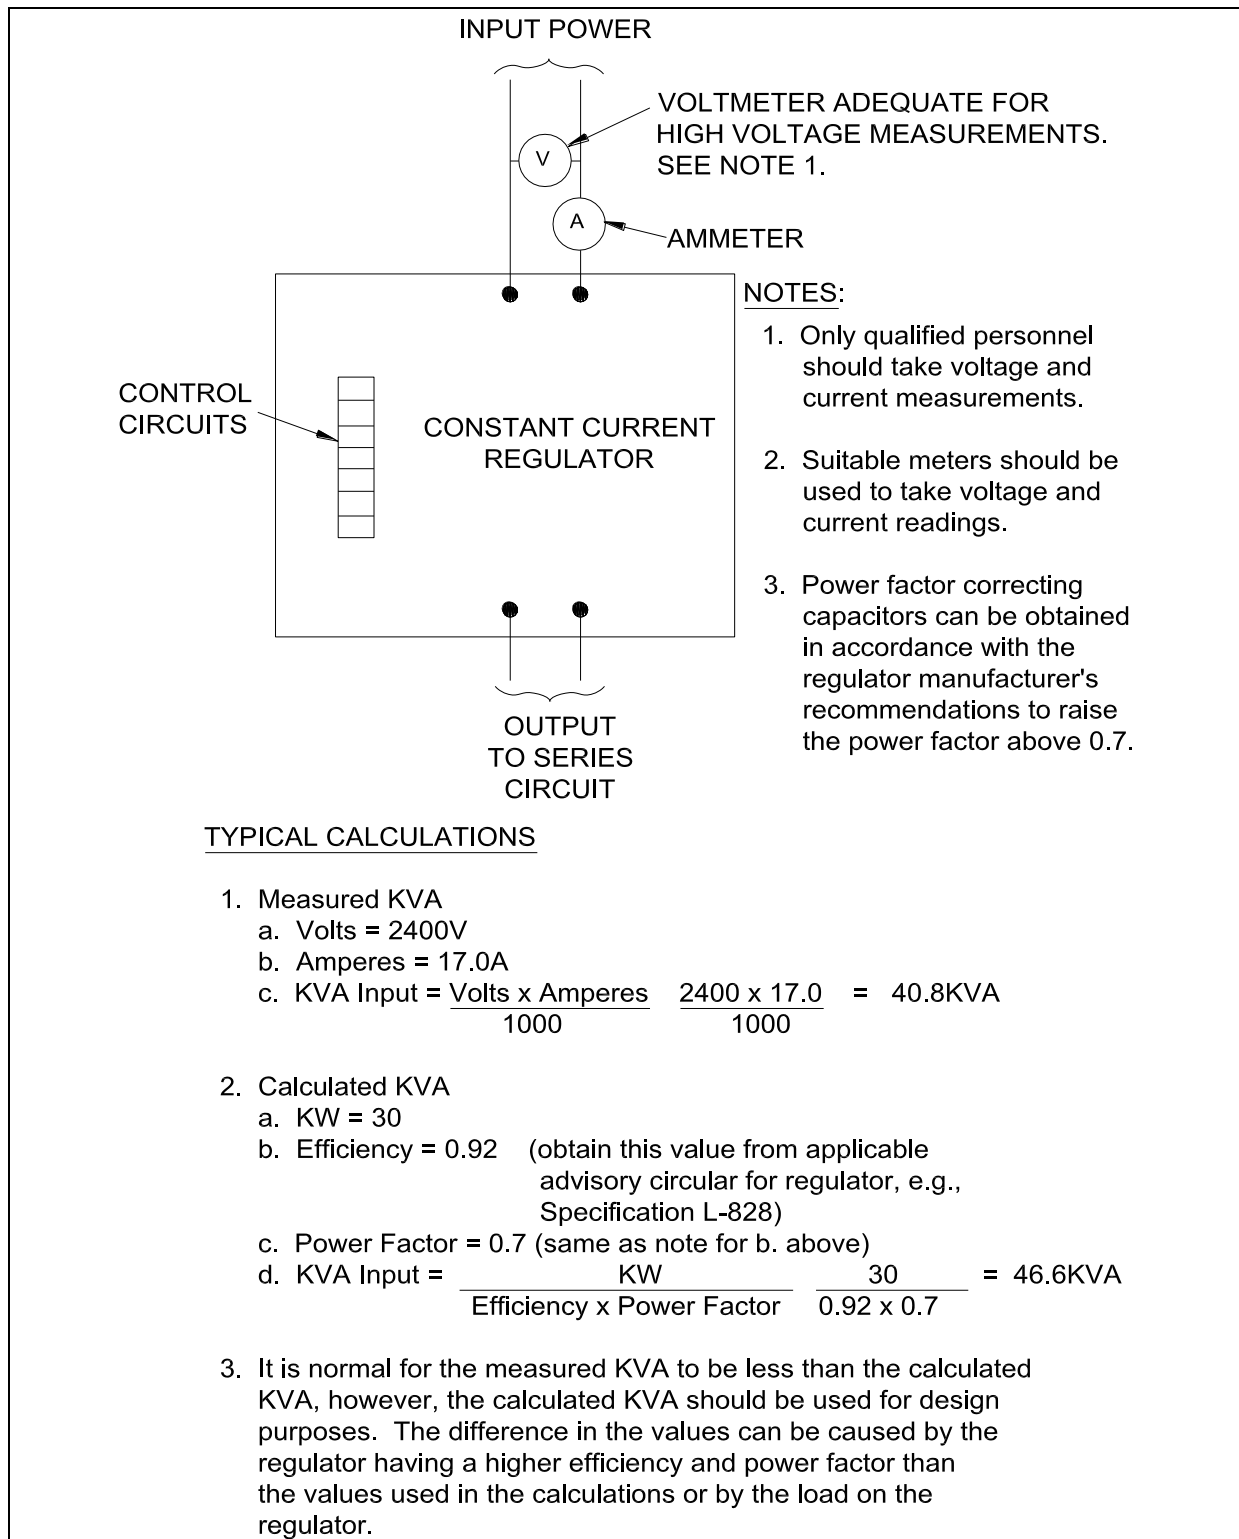 INPUT POWER
VOLTMETER ADEQUATE FOR
HIGH VOLTAGE MEASUREMENTS.
SEE NOTE 1.
V
A
AMMETER
NOTES:
1. Only qualified personnel
should take voltage and
current measurements.
2. Suitable meters should be
used to take voltage and
current readings.
3. Power factor correcting
capacitors can be obtained
in accordance with the
regulator manufacturer's
recommendations to raise
the power factor above 0.7.
CONTROL
CIRCUITS
CONSTANT CURRENT
REGULATOR
OUTPUT
TO SERIES
CIRCUIT
TYPICAL CALCULATIONS
1. Measured KVA
a. Volts = 2400V
b. Amperes = 17.0A
c. KVA Input = Volts x Amperes 2400 x 17.0 = 40.8KVA
1000 1000
2. Calculated KVA
a. KW = 30
b. Efficiency = 0.92 (obtain this value from applicable
advisory circular for regulator, e.g.,
Specification L-828)
c. Power Factor = 0.7 (same as note for b. above)
d. KVA Input = KW 30 = 46.6KVA
Efficiency x Power Factor 0.92 x 0.7
3. It is normal for the measured KVA to be less than the calculated
KVA, however, the calculated KVA should be used for design
purposes. The difference in the values can be caused by the
regulator having a higher efficiency and power factor than
the values used in the calculations or by the load on the
regulator.